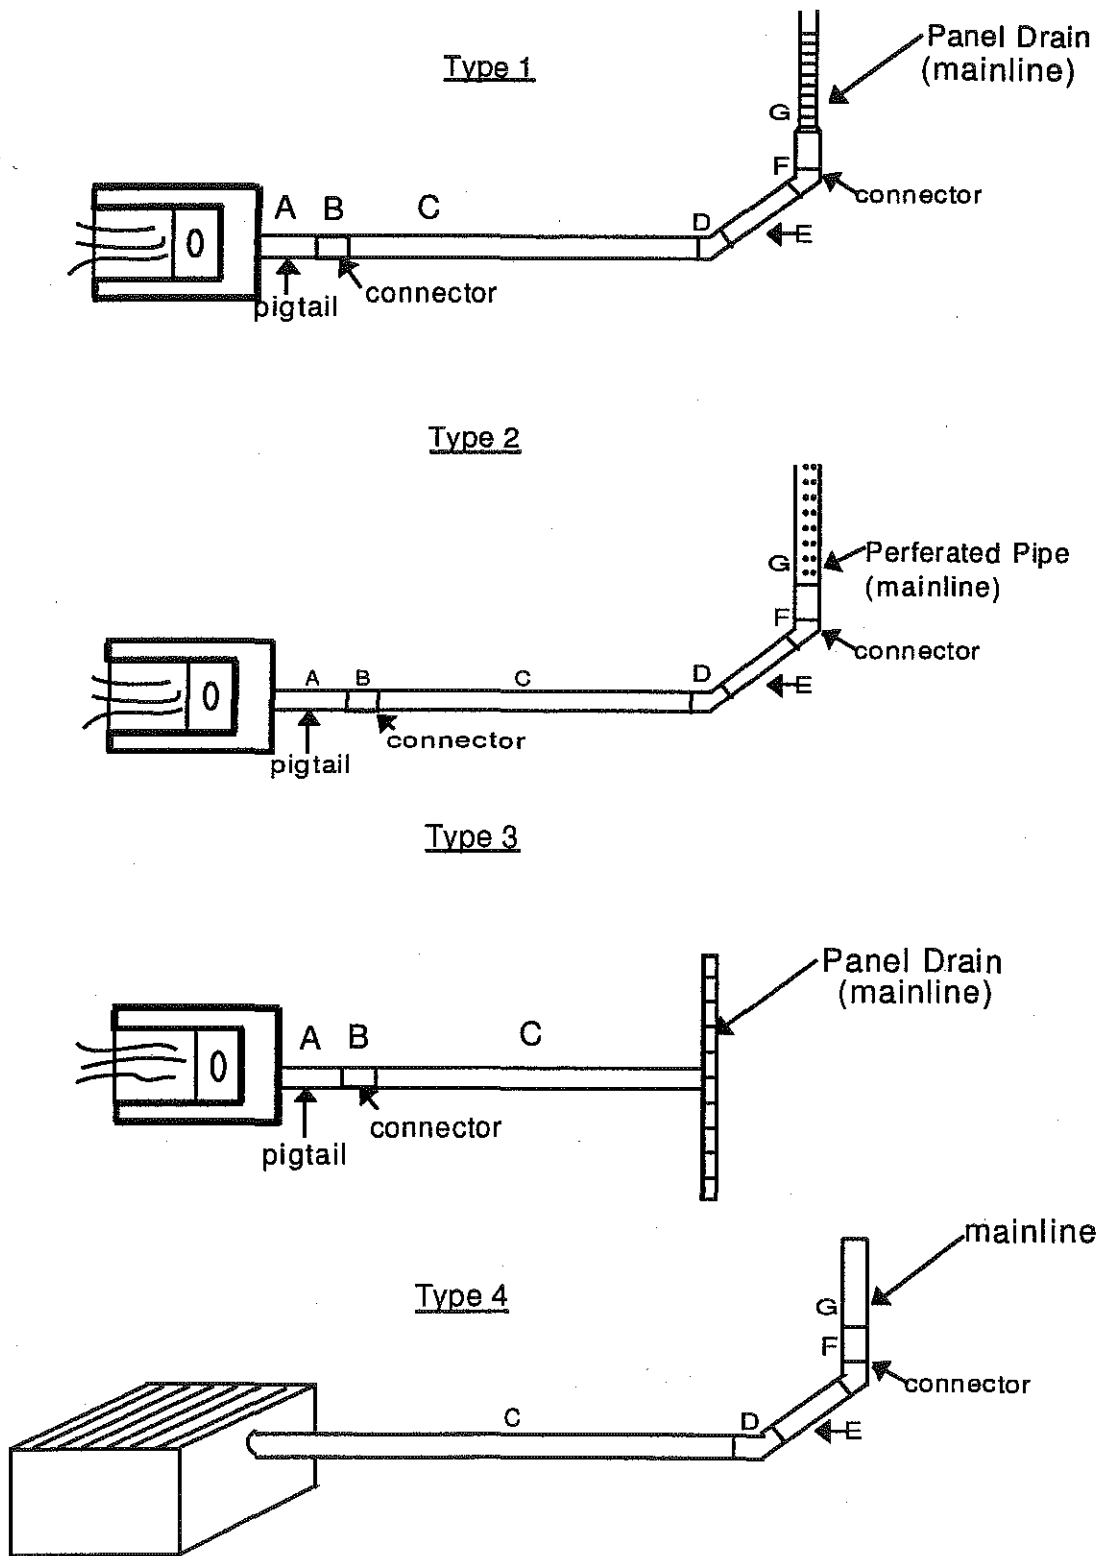 Type 1
Panel Drain
(mainline)
G
F
connector
A B C
D
E
pigtail
connector
Type 2
G
Perferated Pipe
(mainline)
F
connector
A B C
D
E
connector
pigtail
Type 3
Panel Drain
(mainline)
A B C
connector
pigtail
Type 4
mainline
G
F
connector
C
D
E